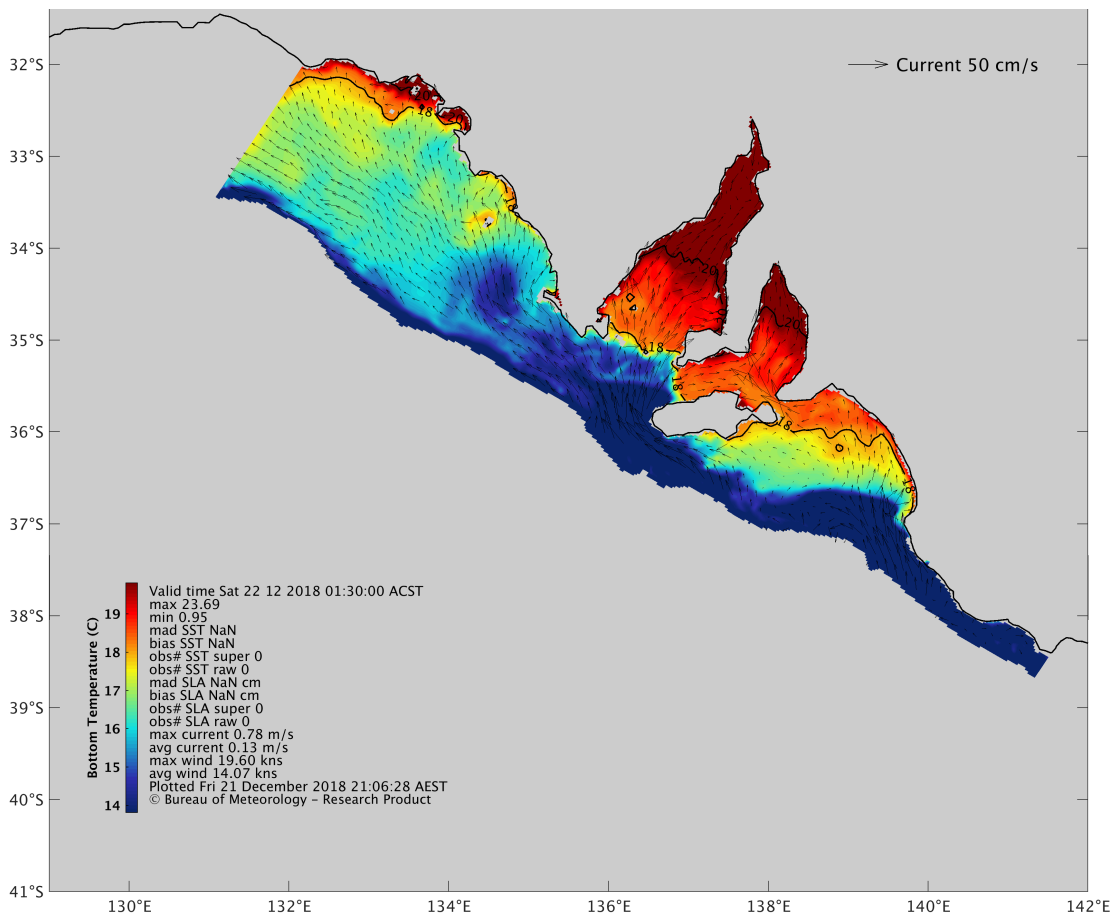 32°S
33°S
34°S
35°S
36°S
37°S
38°S
39°S
40°S
41°S
130°E
132°E
134°E
136°E
138°E
140°E
142°E
Current 50 cm/s
20
18
20
18
20
18
20
18
18
18
Bottom Temperature (C)
19
18
17
16
15
14
Valid time Sat 22 12 2018 01:30:00 ACST
max 23.69
min 0.95
mad SST NaN
bias SST NaN
obs# SST super 0
obs# SST raw 0
mad SLA NaN cm
bias SLA NaN cm
obs# SLA super 0
obs# SLA raw 0
max current 0.78 m/s
avg current 0.13 m/s
max wind 19.60 kns
avg wind 14.07 kns
Plotted Fri 21 December 2018 21:06:28 AEST
© Bureau of Meteorology – Research Product